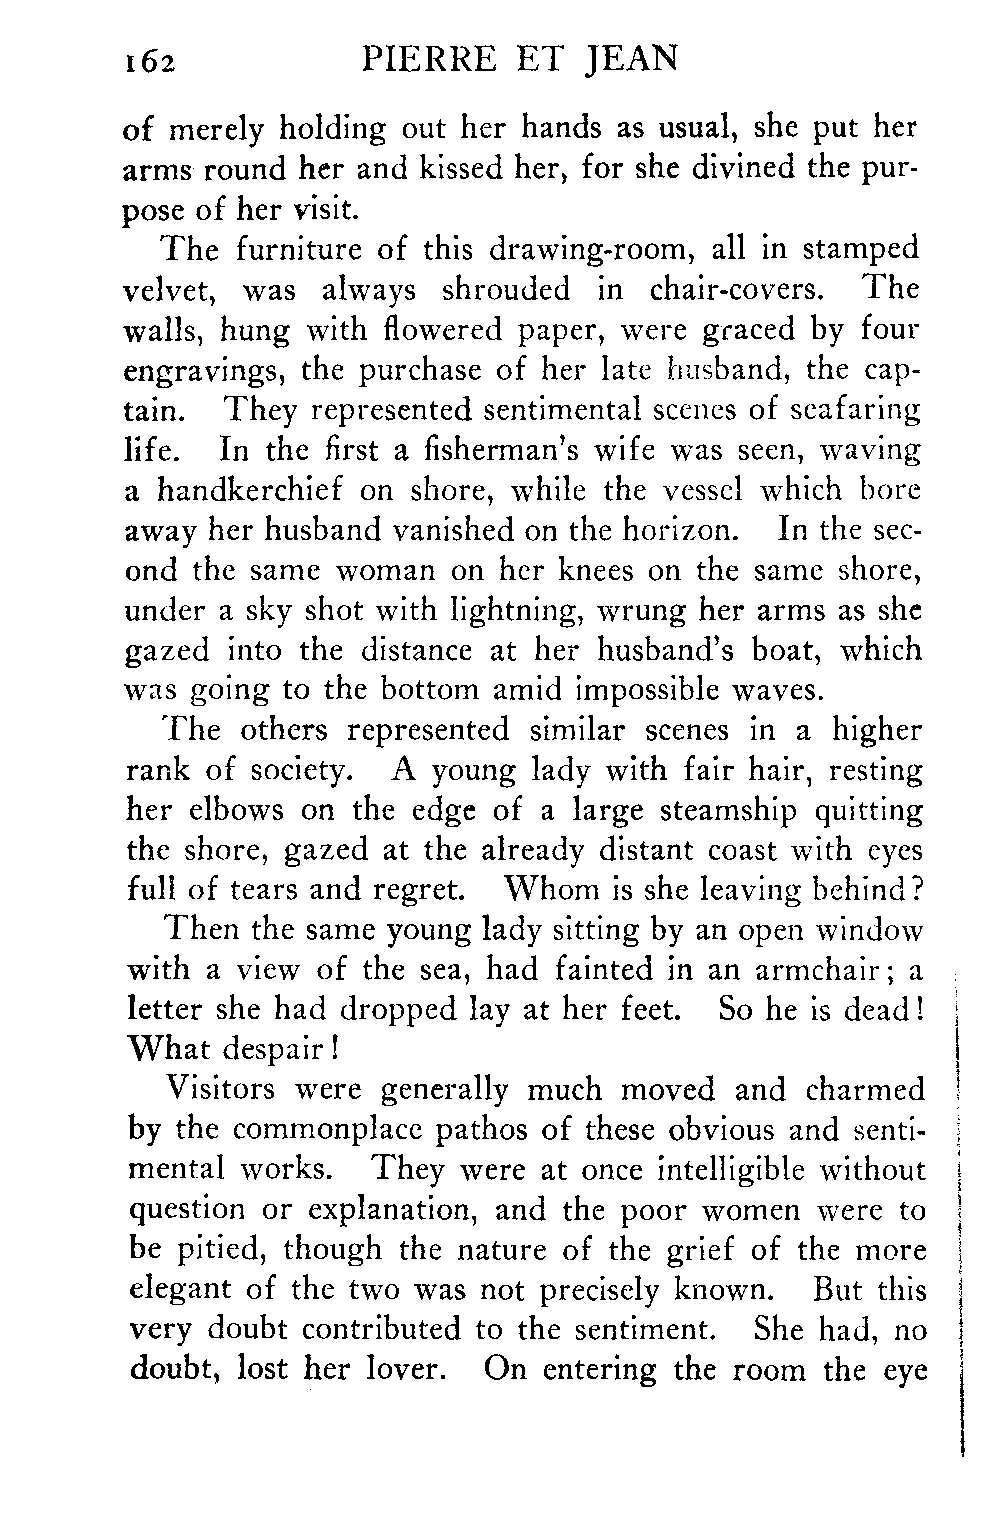 162 PIERRE ET JEAN
of merely holding out her hands as usual, she put her
arms round her and kissed her, for she divined the pur-
pose of her visit.
The furniture of this drawing-room, all in stamped
velvet, was always shrouded in chair-covers. The
walls, hung with flowered paper, were graced by four
engravings, the purchase of her late husband, the cap-
tain. They represented sentimental scenes of seafaring
life. In the first a fisherman's wife was seen, waving
a handkerchief on shore, while the vessel which bore
away her husband vanished on the horizon. In the sec-
ond the same woman on her knees on the same shore,
under a sky shot with lightning, wrung her arms as she
gazed into the distance at her husband's boat, which
was going to the bottom amid impossible waves.
The others represented similar scenes in a higher
rank of society. A young lady with fair hair, resting
her elbows on the edge of a large steamship quitting
the shore, gazed at the already distant coast with eyes
full of tears and regret. Whom is she leaving behind?
Then the same young lady sitting by an open window
with a view of the sea, had fainted in an armchair; a
letter she had dropped lay at her feet. So he is dead!
What despair!
Visitors were generally much moved and charmed
by the commonplace pathos of these obvious and senti-
mental works. They were at once intelligible without
question or explanation, and the poor women were to
be pitied, though the nature of the grief of the more
elegant of the two was not precisely known. But this
very doubt contributed to the sentiment. She had, no
doubt, lost her lover. On entering the room the eye